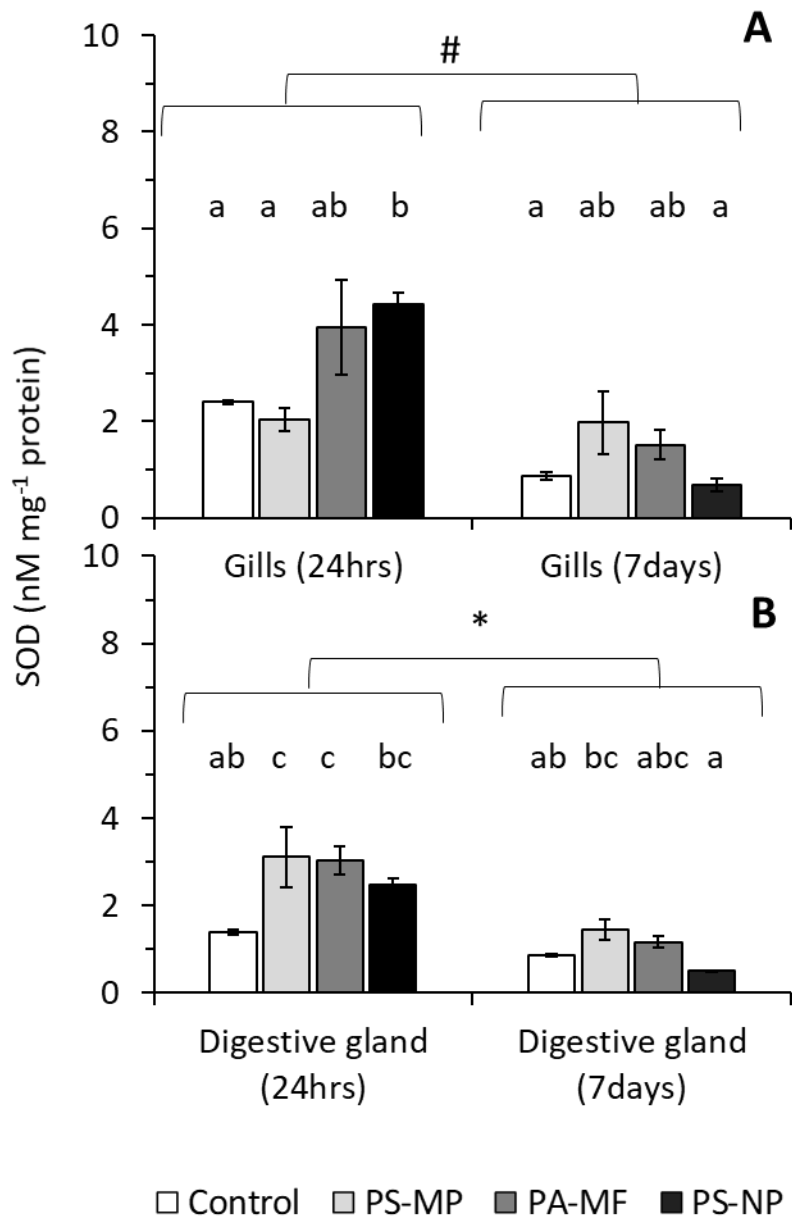 SOD (nM mg⁻¹ protein)
A
10
8
6
4
2
0
#
a a ab b a ab ab a
Gills (24hrs) Gills (7days)
B
10
8
6
4
2
0
*
ab c c bc ab bc abc a
Digestive gland (24hrs)
Digestive gland (7days)
Control PS-MP PA-MF PS-NP